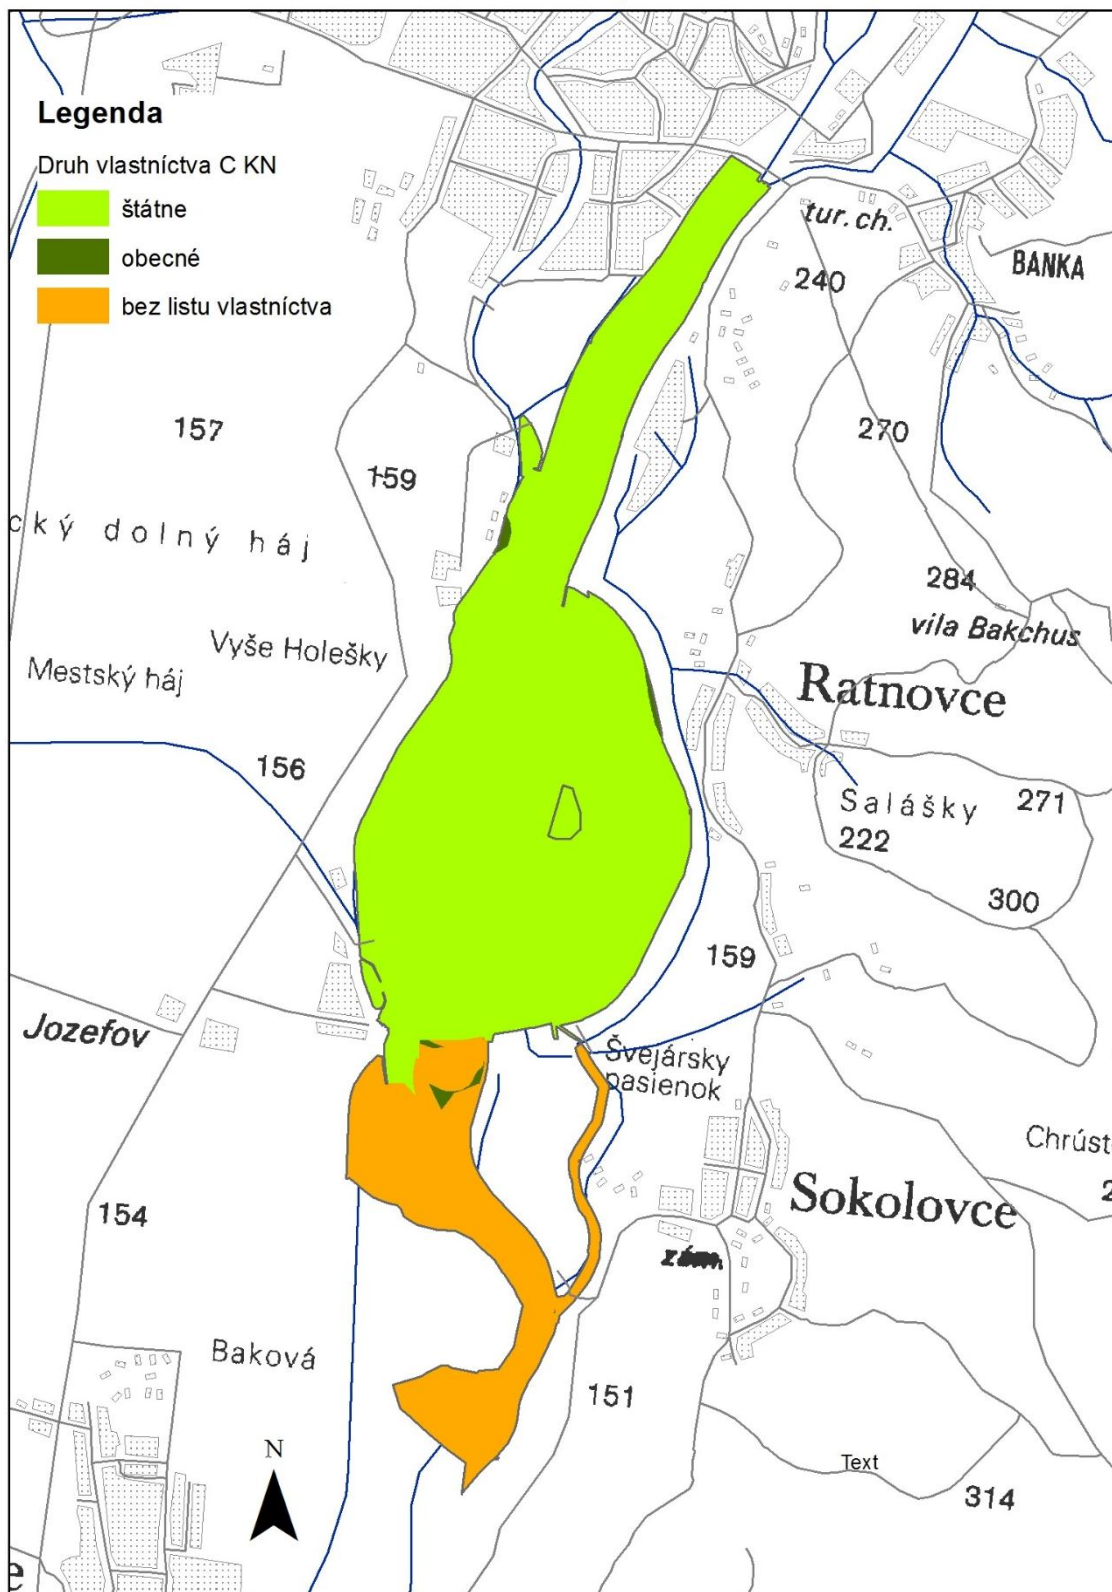 Legenda
Druh vlastníctva C KN
štátne
obecné
bez listu vlastníctva
tur. ch.
240
BANKA
157
159
270
cký dolný háj
284
vila Bakchus
Vyše Holešky
Mestský háj
Ratnovce
156
Salášky
271
222
300
159
Jozefov
Švejársky
pasienok
Chrúst
Sokolovce
154
2
zám.
Baková
151
N
Text
314
e